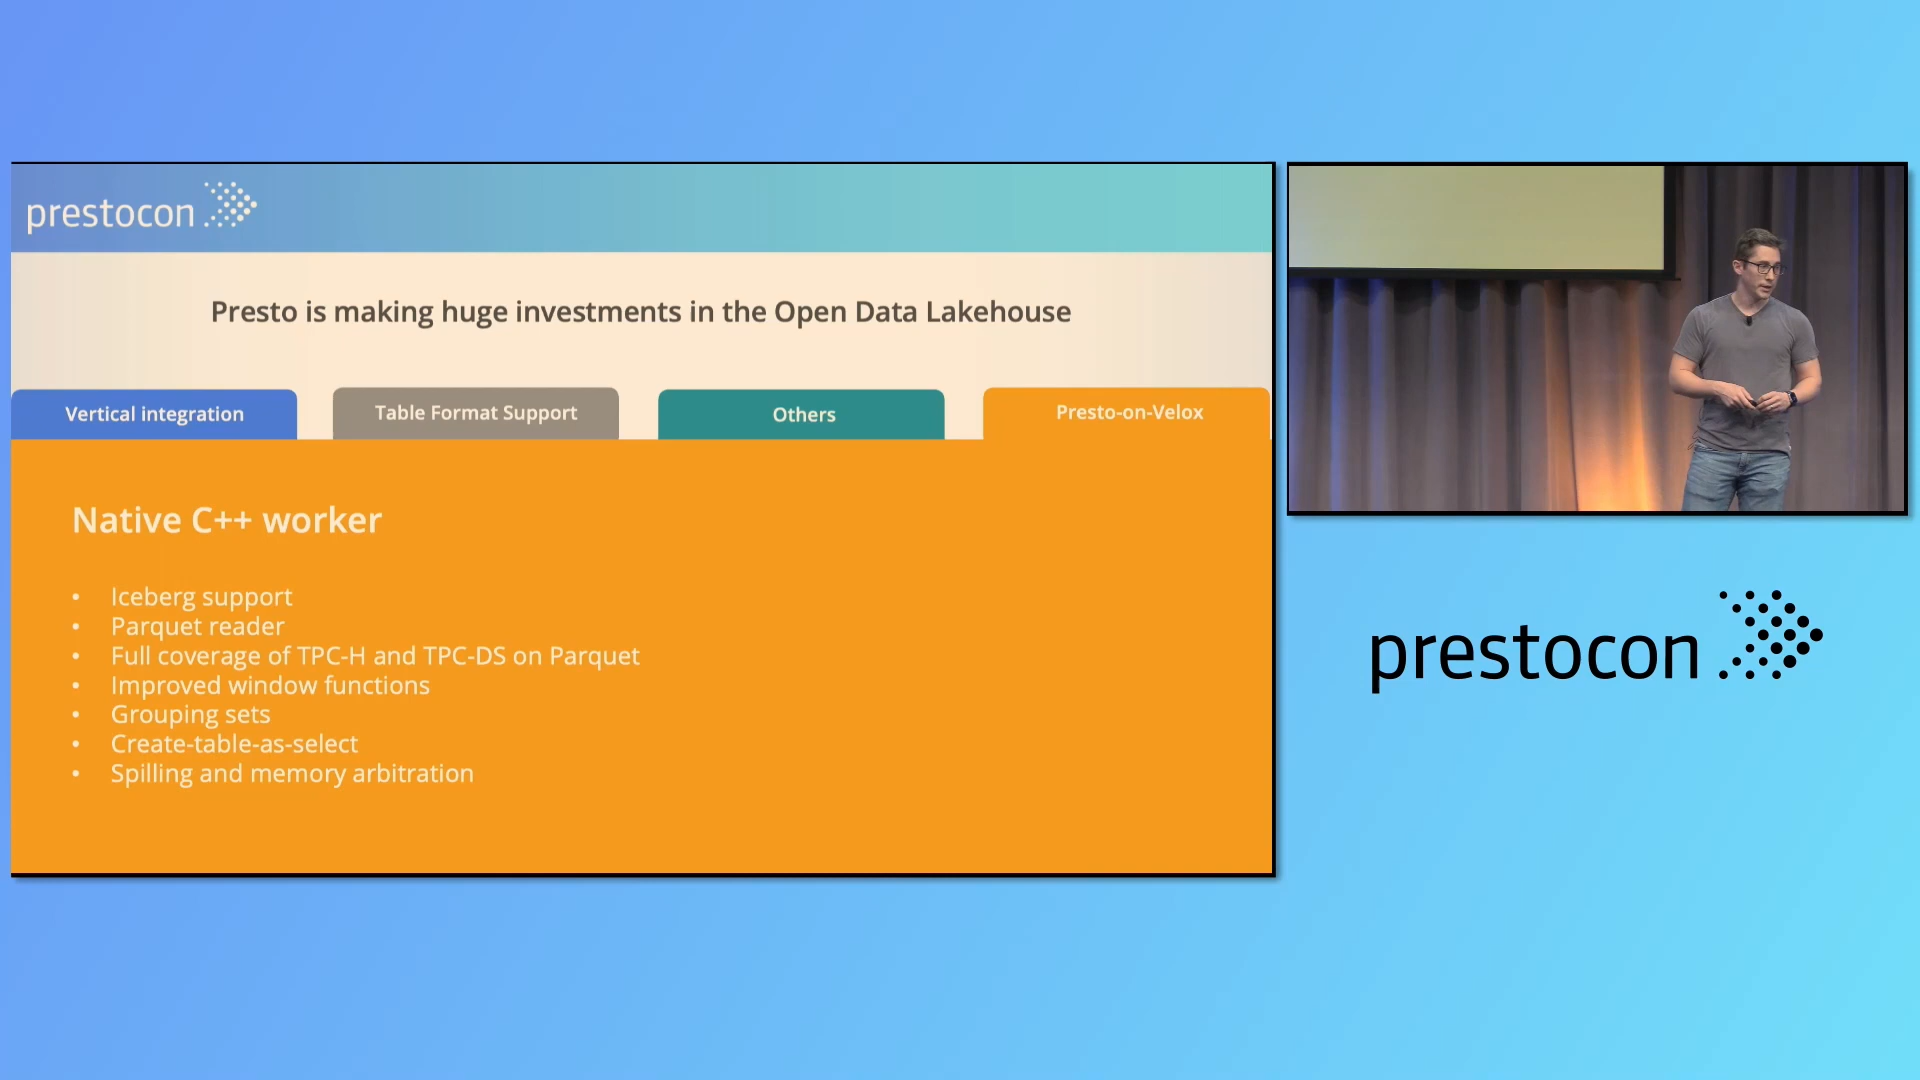 prestocon
Presto is making huge investments in the Open Data Lakehouse
Vertical integration
Table Format Support
Others
Presto-on-Velox
Native C++ worker
• Iceberg support
• Parquet reader
• Full coverage of TPC-H and TPC-DS on Parquet
• Improved window functions
• Grouping sets
• Create-table-as-select
• Spilling and memory arbitration
prestocon